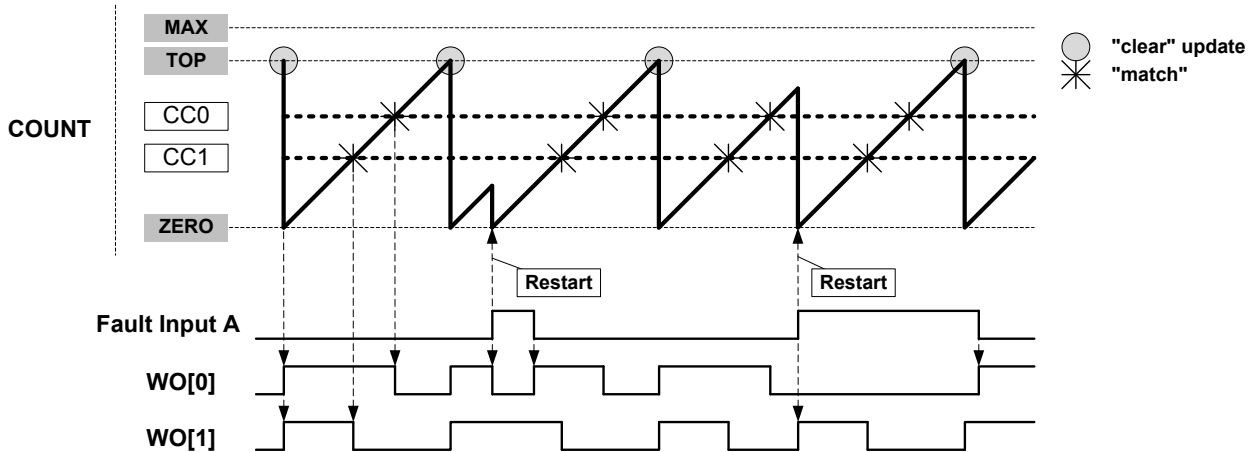 MAX
TOP
CC0
COUNT
CC1
ZERO
"clear" update
"match"
Restart
Restart
Fault Input A
WO[0]
WO[1]